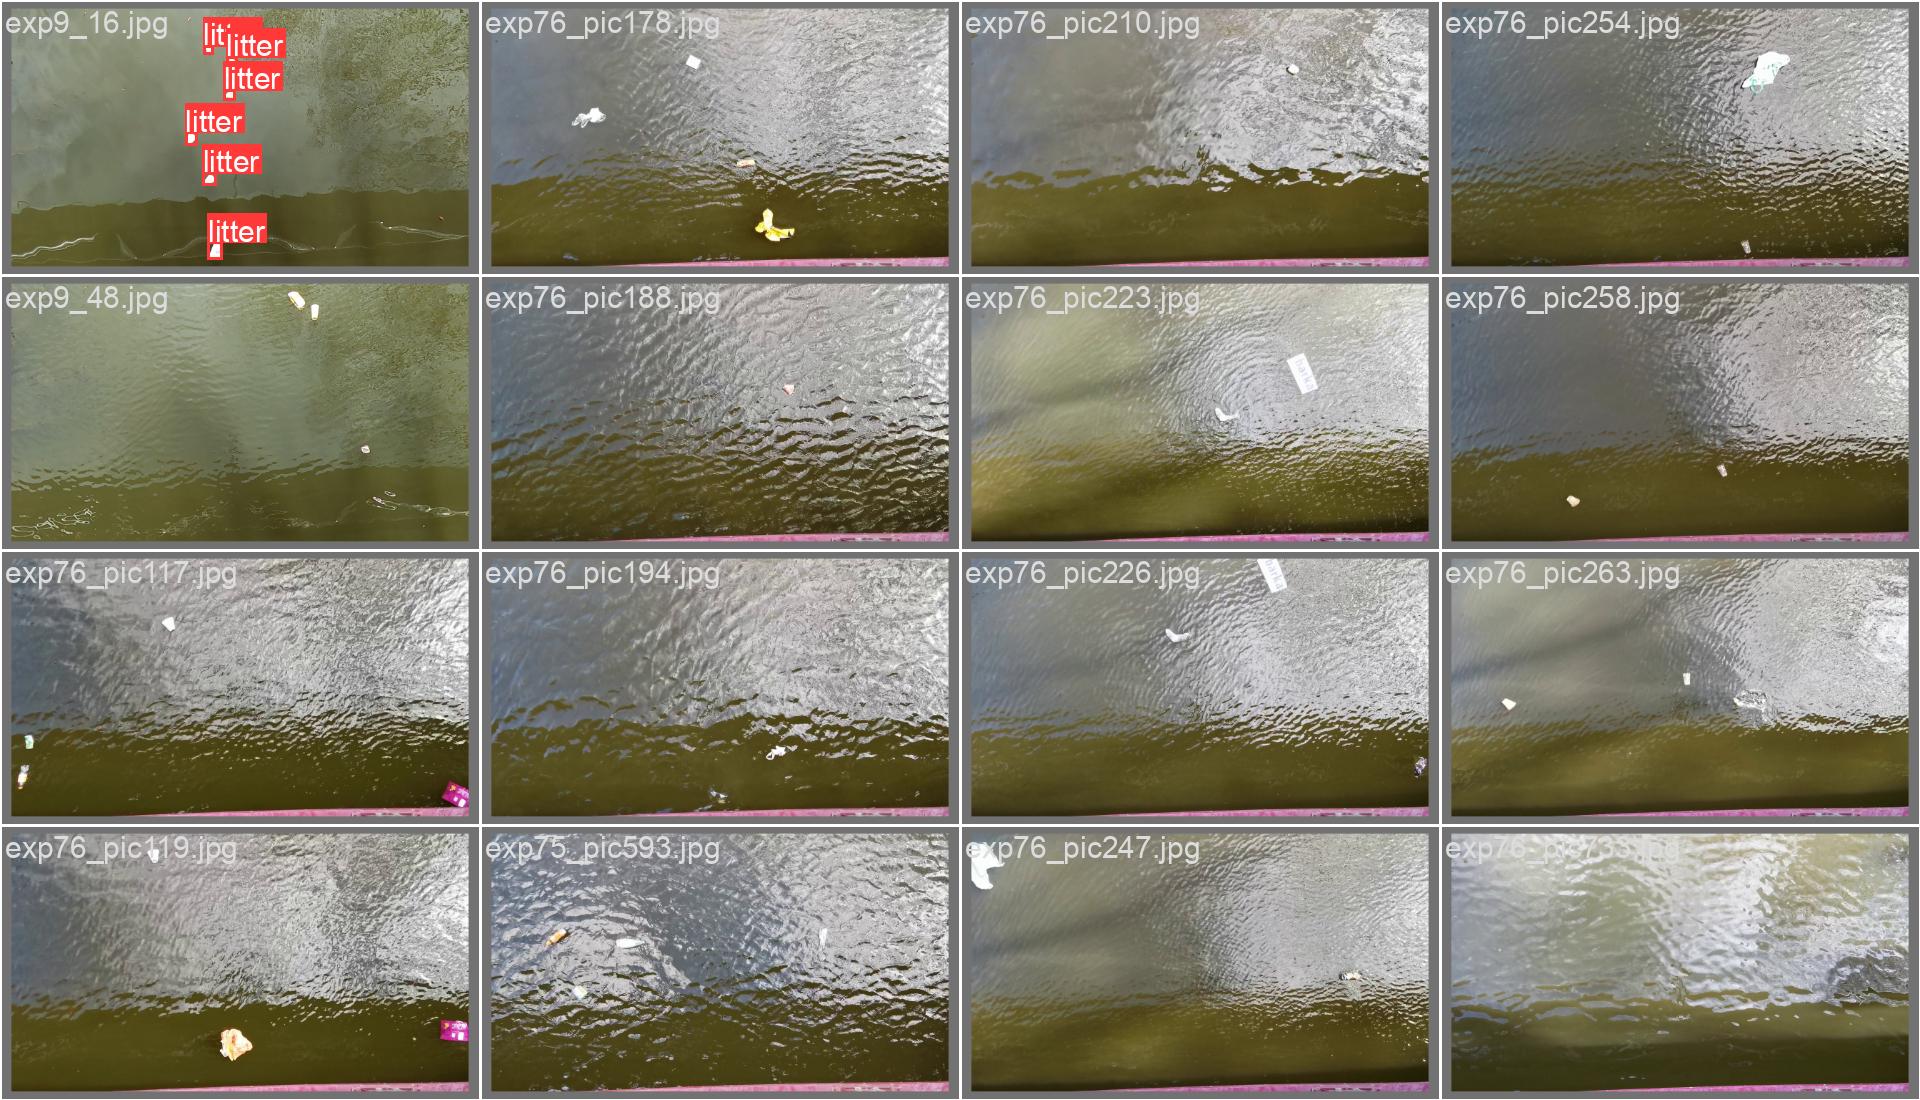 exp9_16.jpg
lit
litter
litter
litter
litter
litter
exp76_pic178.jpg
exp76_pic210.jpg
exp76_pic254.jpg
exp9_48.jpg
exp76_pic188.jpg
exp76_pic223.jpg
exp76_pic258.jpg
exp76_pic117.jpg
exp76_pic194.jpg
exp76_pic226.jpg
exp76_pic263.jpg
exp76_pic119.jpg
exp75_pic593.jpg
exp76_pic247.jpg